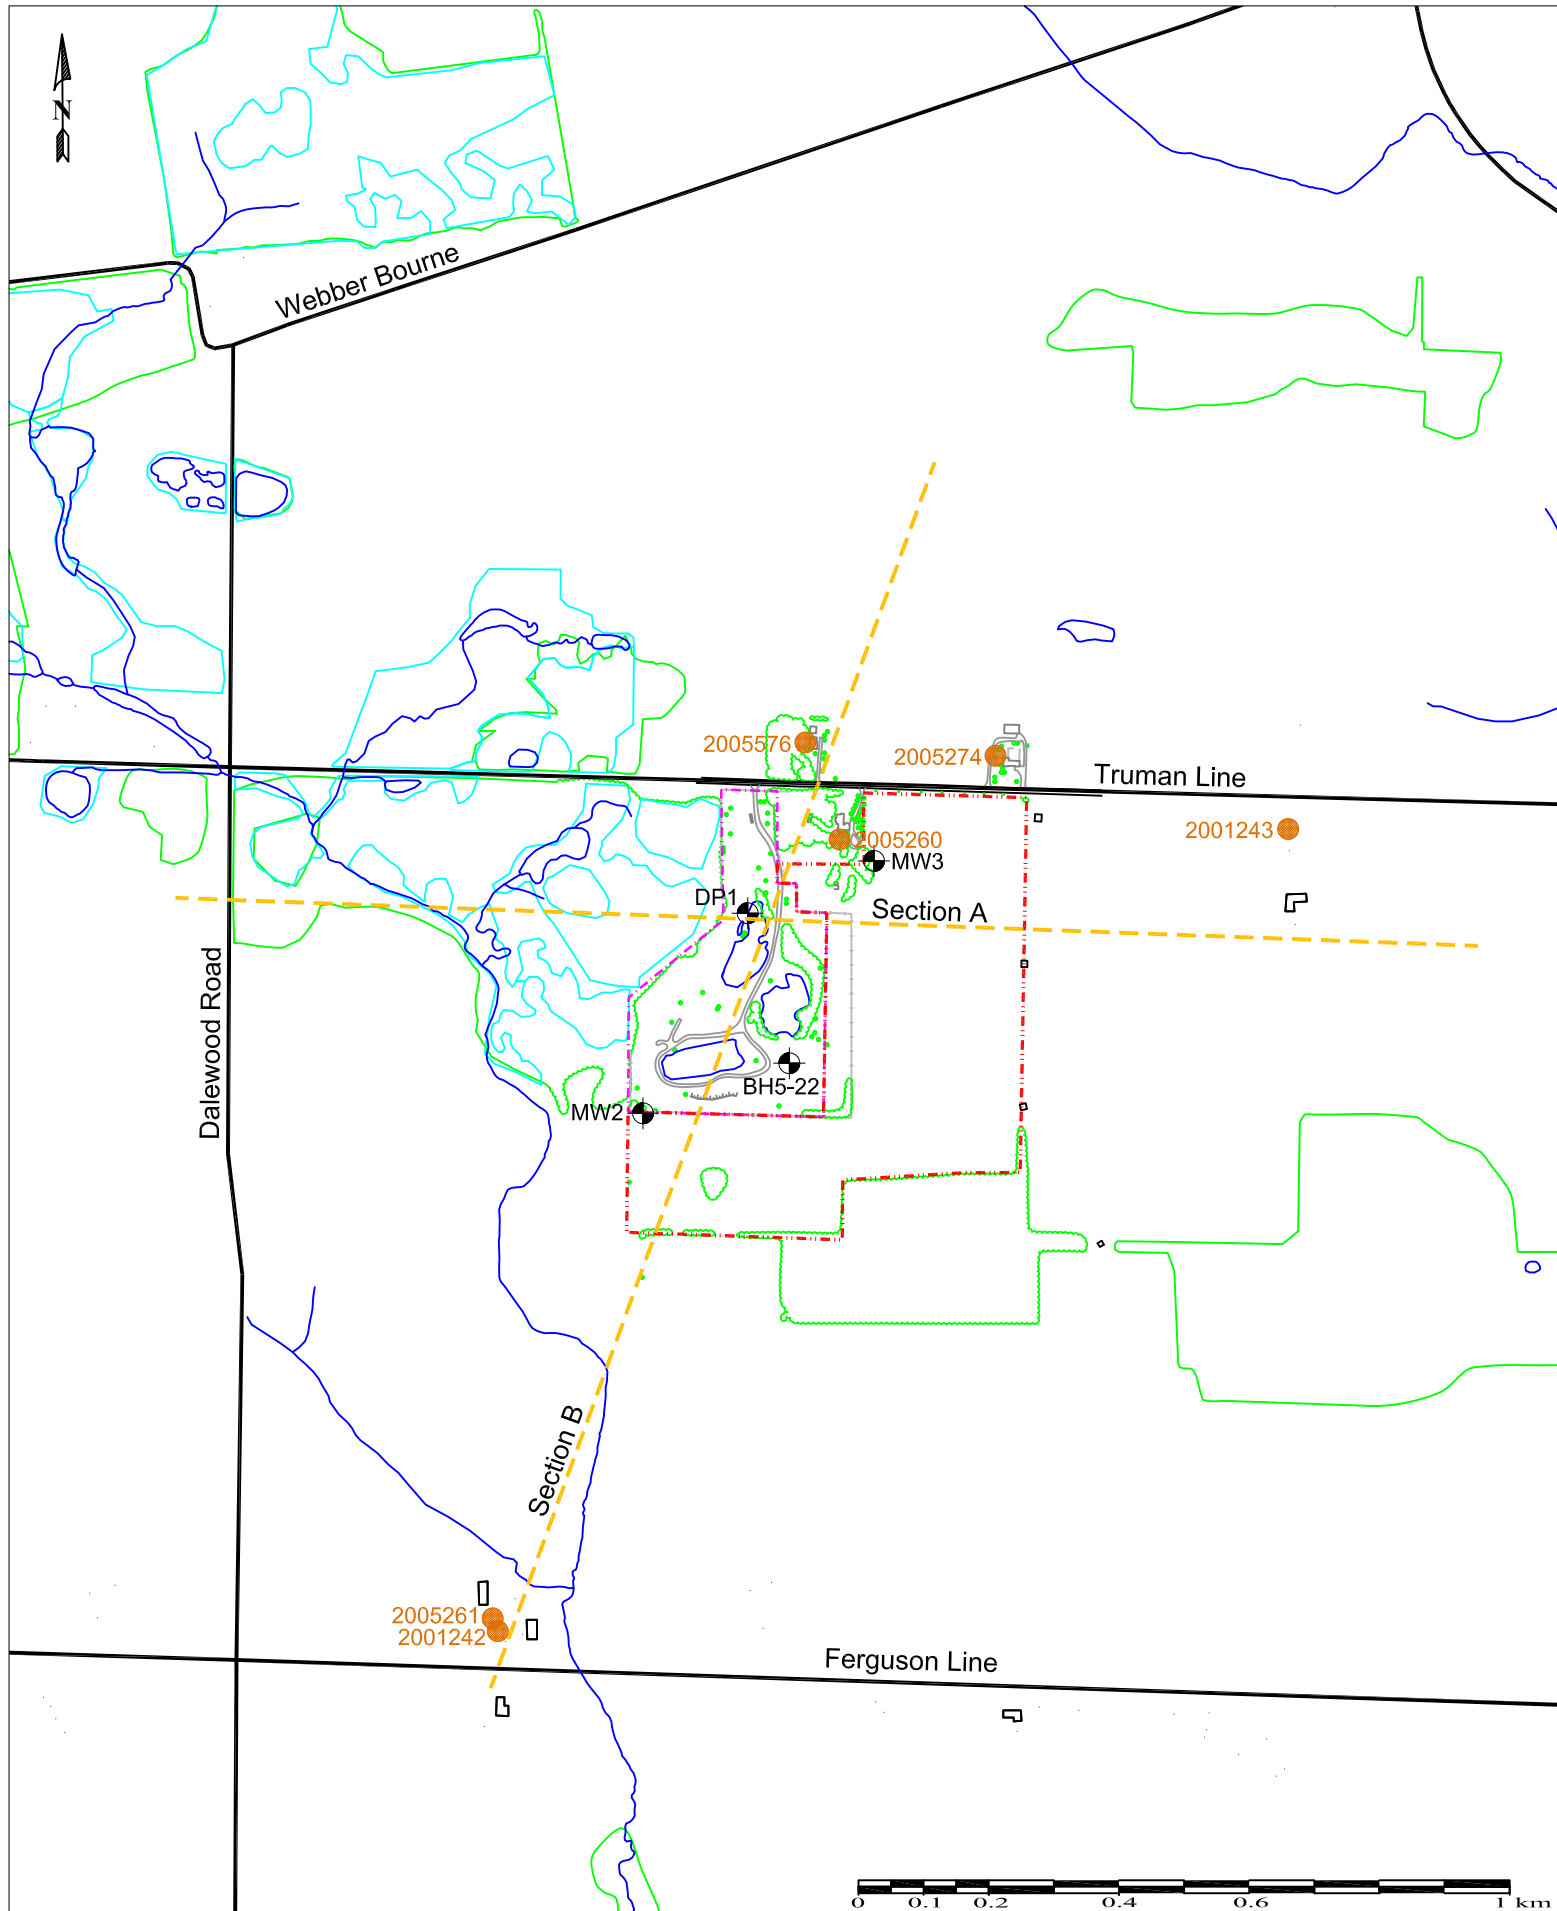 N
Webber Bourne
2005576
2005274
Truman Line
2001243
2005260
MW3
DP1
Section A
Dalewood Road
BH5-22
MW2
Section B
2005261
2001242
Ferguson Line
0 0.1 0.2 0.4 0.6 1 km